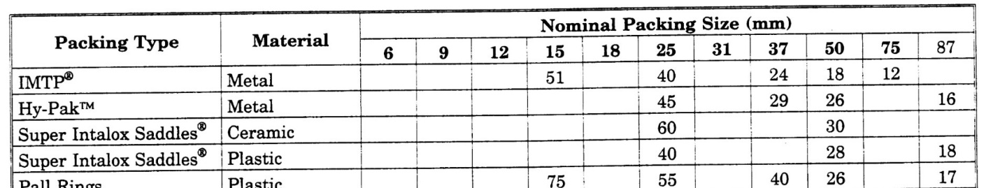 Packing Type Material Nominal Packing Size (mm)
6 9 12 15 18 25 31 37 50 75 87
IMTP® Metal 51 40 24 18 12
Hy-Pak™ Metal 45 29 26 16
Super Intalox Saddles® Ceramic 60 30
Super Intalox Saddles® Plastic 40 28 18
Pall Rings Plastic 75 55 40 26 17